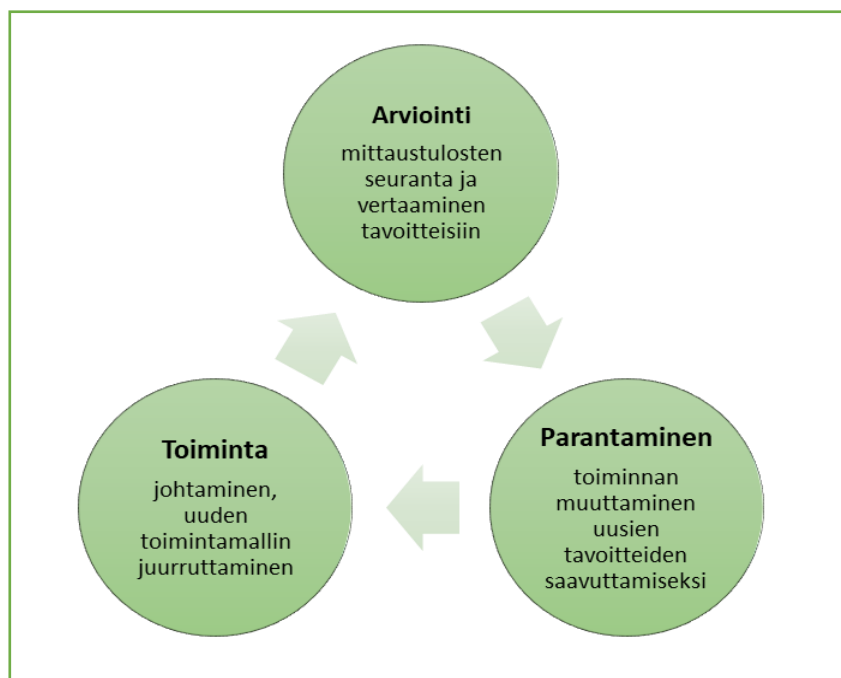 Arviointi
mittaustulosten
seuranta ja
vertaaminen
tavoitteisiin
Toiminta
johtaminen,
uuden
toimintamallin
juurruttaminen
Parantaminen
toiminnan
muuttaminen
uusien
tavoitteiden
saavuttamiseksi